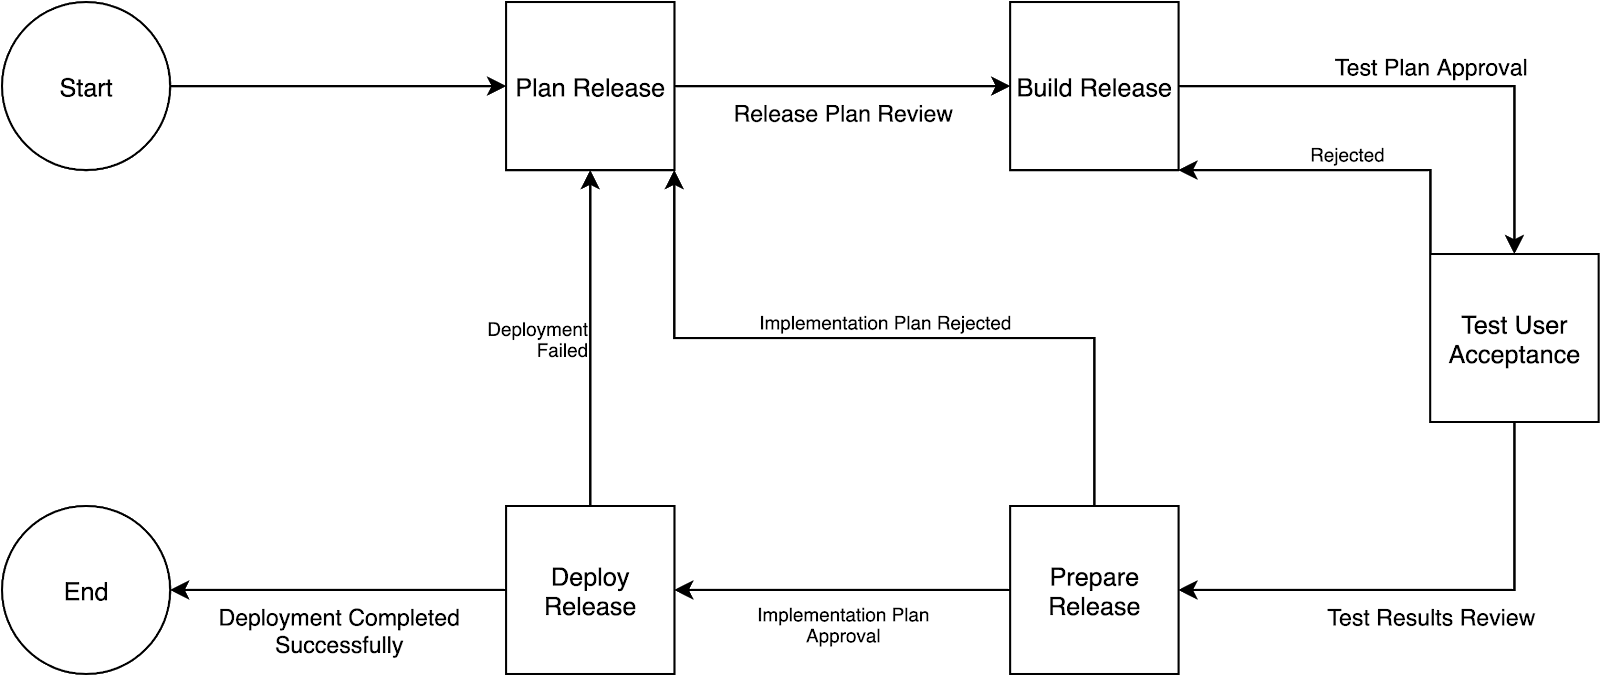 Start
Plan Release
Release Plan Review
Build Release
Test Plan Approval
Rejected
Test User
Acceptance
Implementation Plan Rejected
Deployment
Failed
End
Deployment Completed
Successfully
Deploy
Release
Implementation Plan
Approval
Prepare
Release
Test Results Review